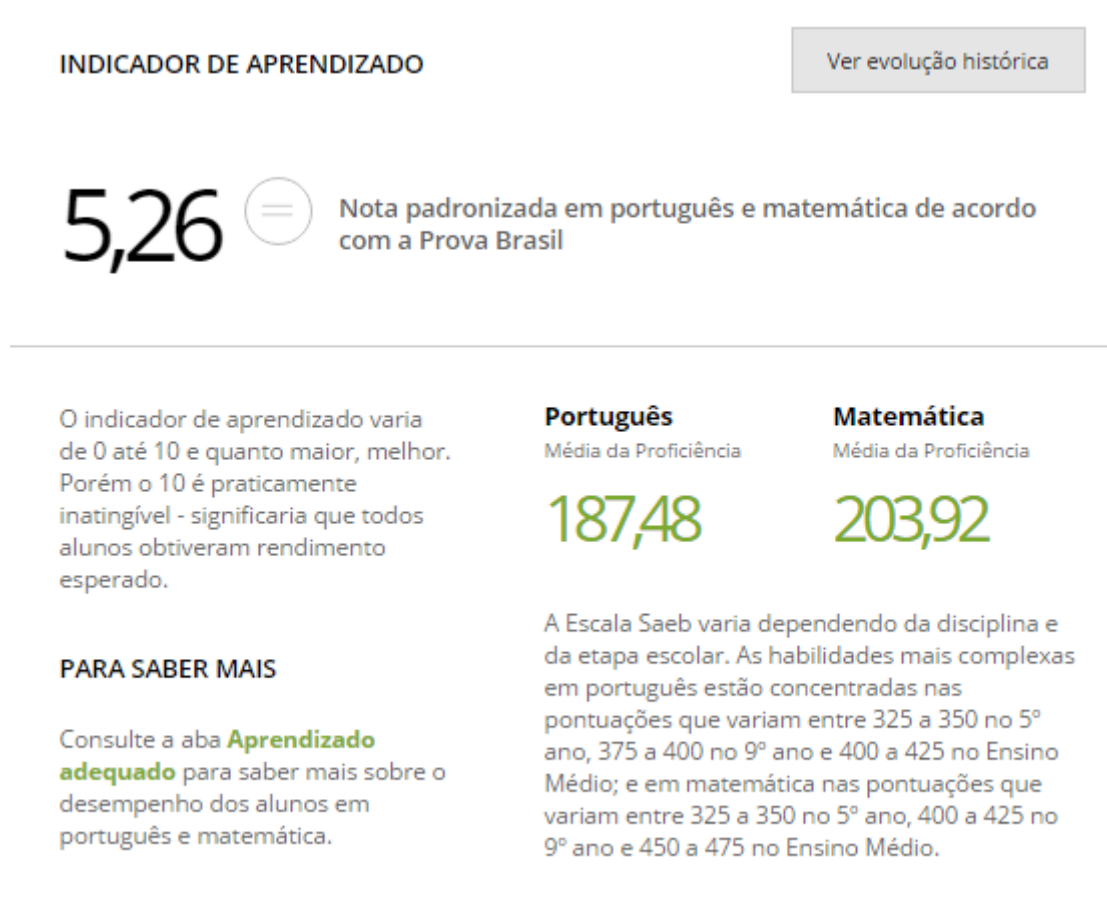 INDICADOR DE APRENDIZADO
Ver evolução histórica
5,26
=
Nota padronizada em português e matemática de acordo
com a Prova Brasil
O indicador de aprendizado varia
de 0 até 10 e quanto maior, melhor.
Porém o 10 é praticamente
inatingível - significaria que todos
alunos obtiveram rendimento
esperado.
PARA SABER MAIS
Consulte a aba Aprendizado
adequado para saber mais sobre o
desempenho dos alunos em
português e matemática.
Português
Média da Proficiência
187,48
Matemática
Média da Proficiência
203,92
A Escala Saeb varia dependendo da disciplina e
da etapa escolar. As habilidades mais complexas
em português estão concentradas nas
pontuações que variam entre 325 a 350 no 5º
ano, 375 a 400 no 9º ano e 400 a 425 no Ensino
Médio; e em matemática nas pontuações que
variam entre 325 a 350 no 5º ano, 400 a 425 no
9º ano e 450 a 475 no Ensino Médio.